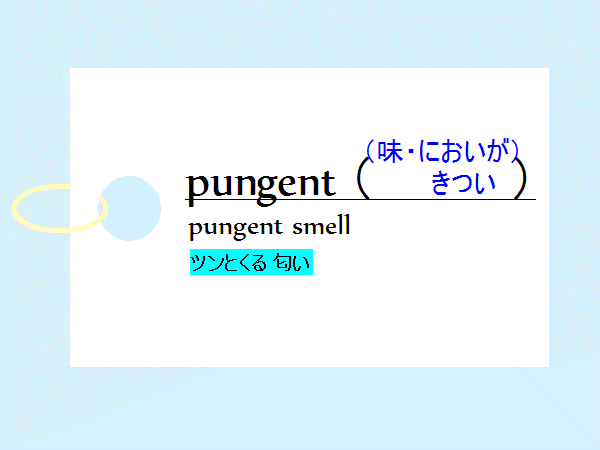 (味・においが)
pungent ( きつい )
pungent smell
ツンとくる 匂い